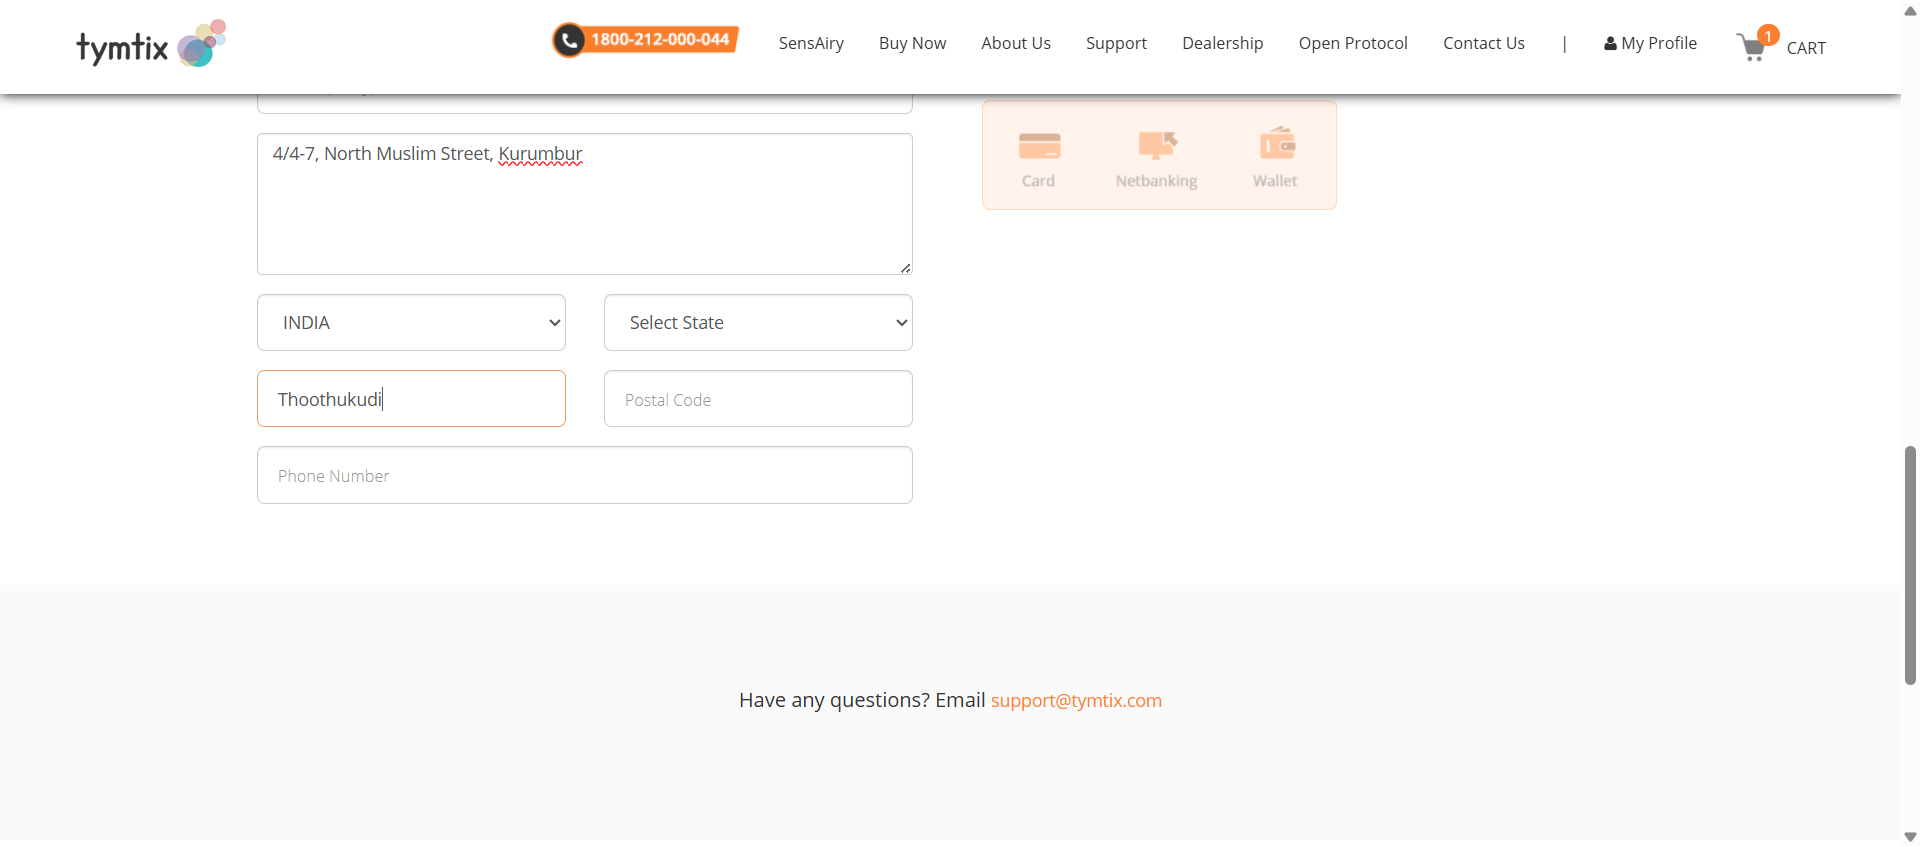 tymtix
1800-212-000-044
SensAiry
Buy Now
About Us
Support
Dealership
Open Protocol
Contact Us
|
My Profile
1
CART
4/4-7, North Muslim Street, Kurumbur
Card
Netbanking
Wallet
INDIA
Select State
Thoothukudi
Postal Code
Phone Number
Have any questions? Email support@tymtix.com